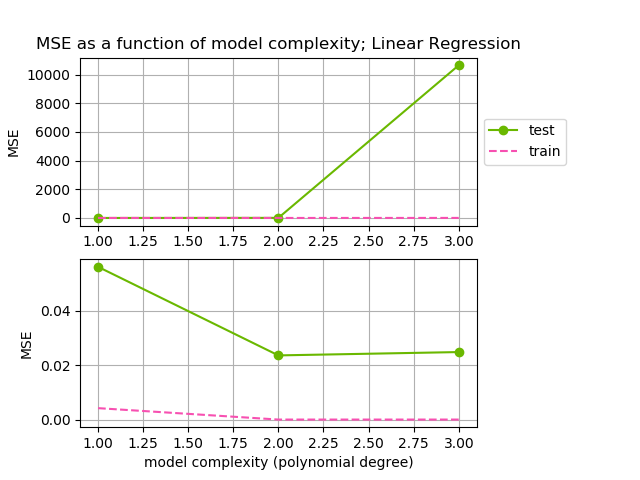 MSE as a function of model complexity; Linear Regression
10000
8000
6000
4000
2000
0
MSE
1.00 1.25 1.50 1.75 2.00 2.25 2.50 2.75 3.00
test
train
0.04
0.02
0.00
MSE
1.00 1.25 1.50 1.75 2.00 2.25 2.50 2.75 3.00
model complexity (polynomial degree)